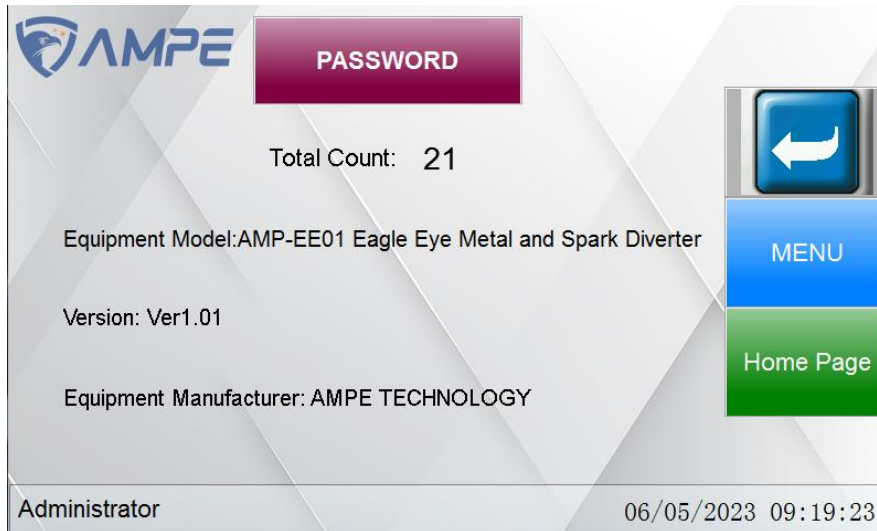 AMPE
PASSWORD
Total Count: 21
Equipment Model:AMP-EE01 Eagle Eye Metal and Spark Diverter
MENU
Version: Ver1.01
Home Page
Equipment Manufacturer: AMPE TECHNOLOGY
Administrator
06/05/2023 09:19:23